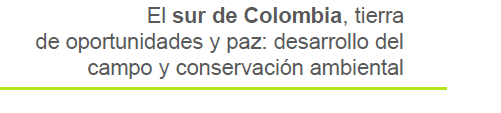 El sur de Colombia, tierra
de oportunidades y paz: desarrollo del
campo y conservación ambiental